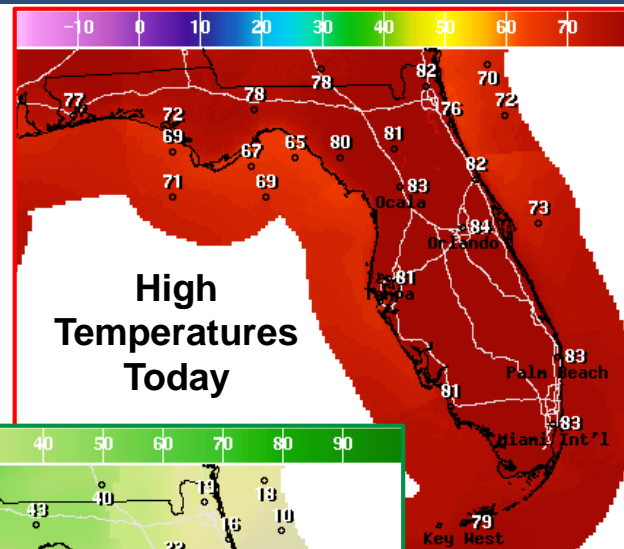 -10 0 10 20 30 40 50 60 70
78 82 70
77 72 78 76 72
69 67 65 80 81 82
71 69 83
Ocala
84 73
Orlando
81
Tampa
High
Temperatures
Today
83
Palm Beach
81
83
Miami Int'l
79
Key West
40 50 60 70 80 90
43 40 19 18
16 10